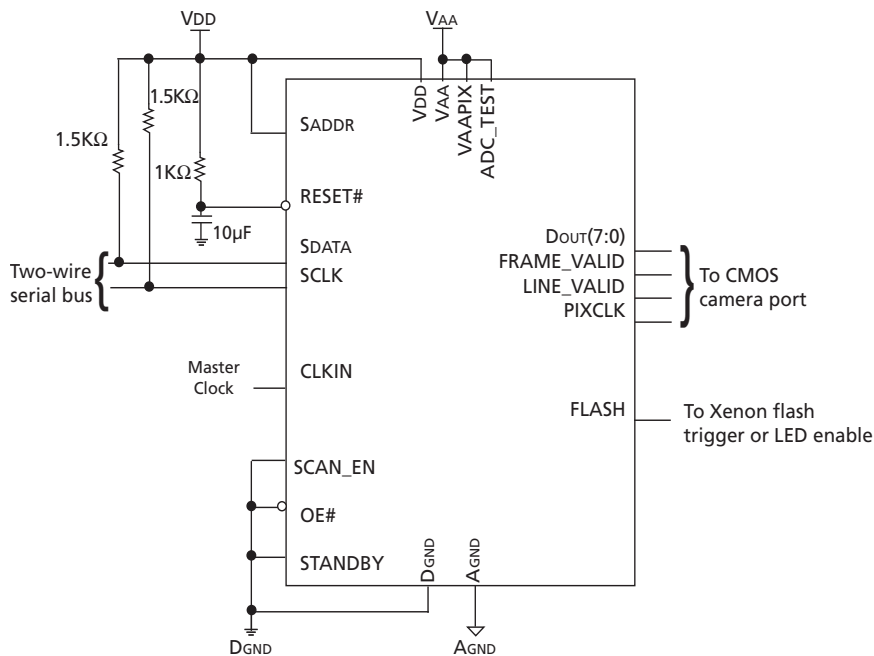 VDD
VAA
1.5KΩ
1.5KΩ
1KΩ
10µF
SADDR
VDD
VAA
VAAPIX
ADC_TEST
RESET#
SDATA
SCLK
Two-wire
serial bus
DOUT(7:0)
FRAME_VALID
LINE_VALID
PIXCLK
To CMOS
camera port
Master
Clock
CLKIN
FLASH
To Xenon flash
trigger or LED enable
SCAN_EN
OE#
STANDBY
DGND
AGND
DGND
AGND